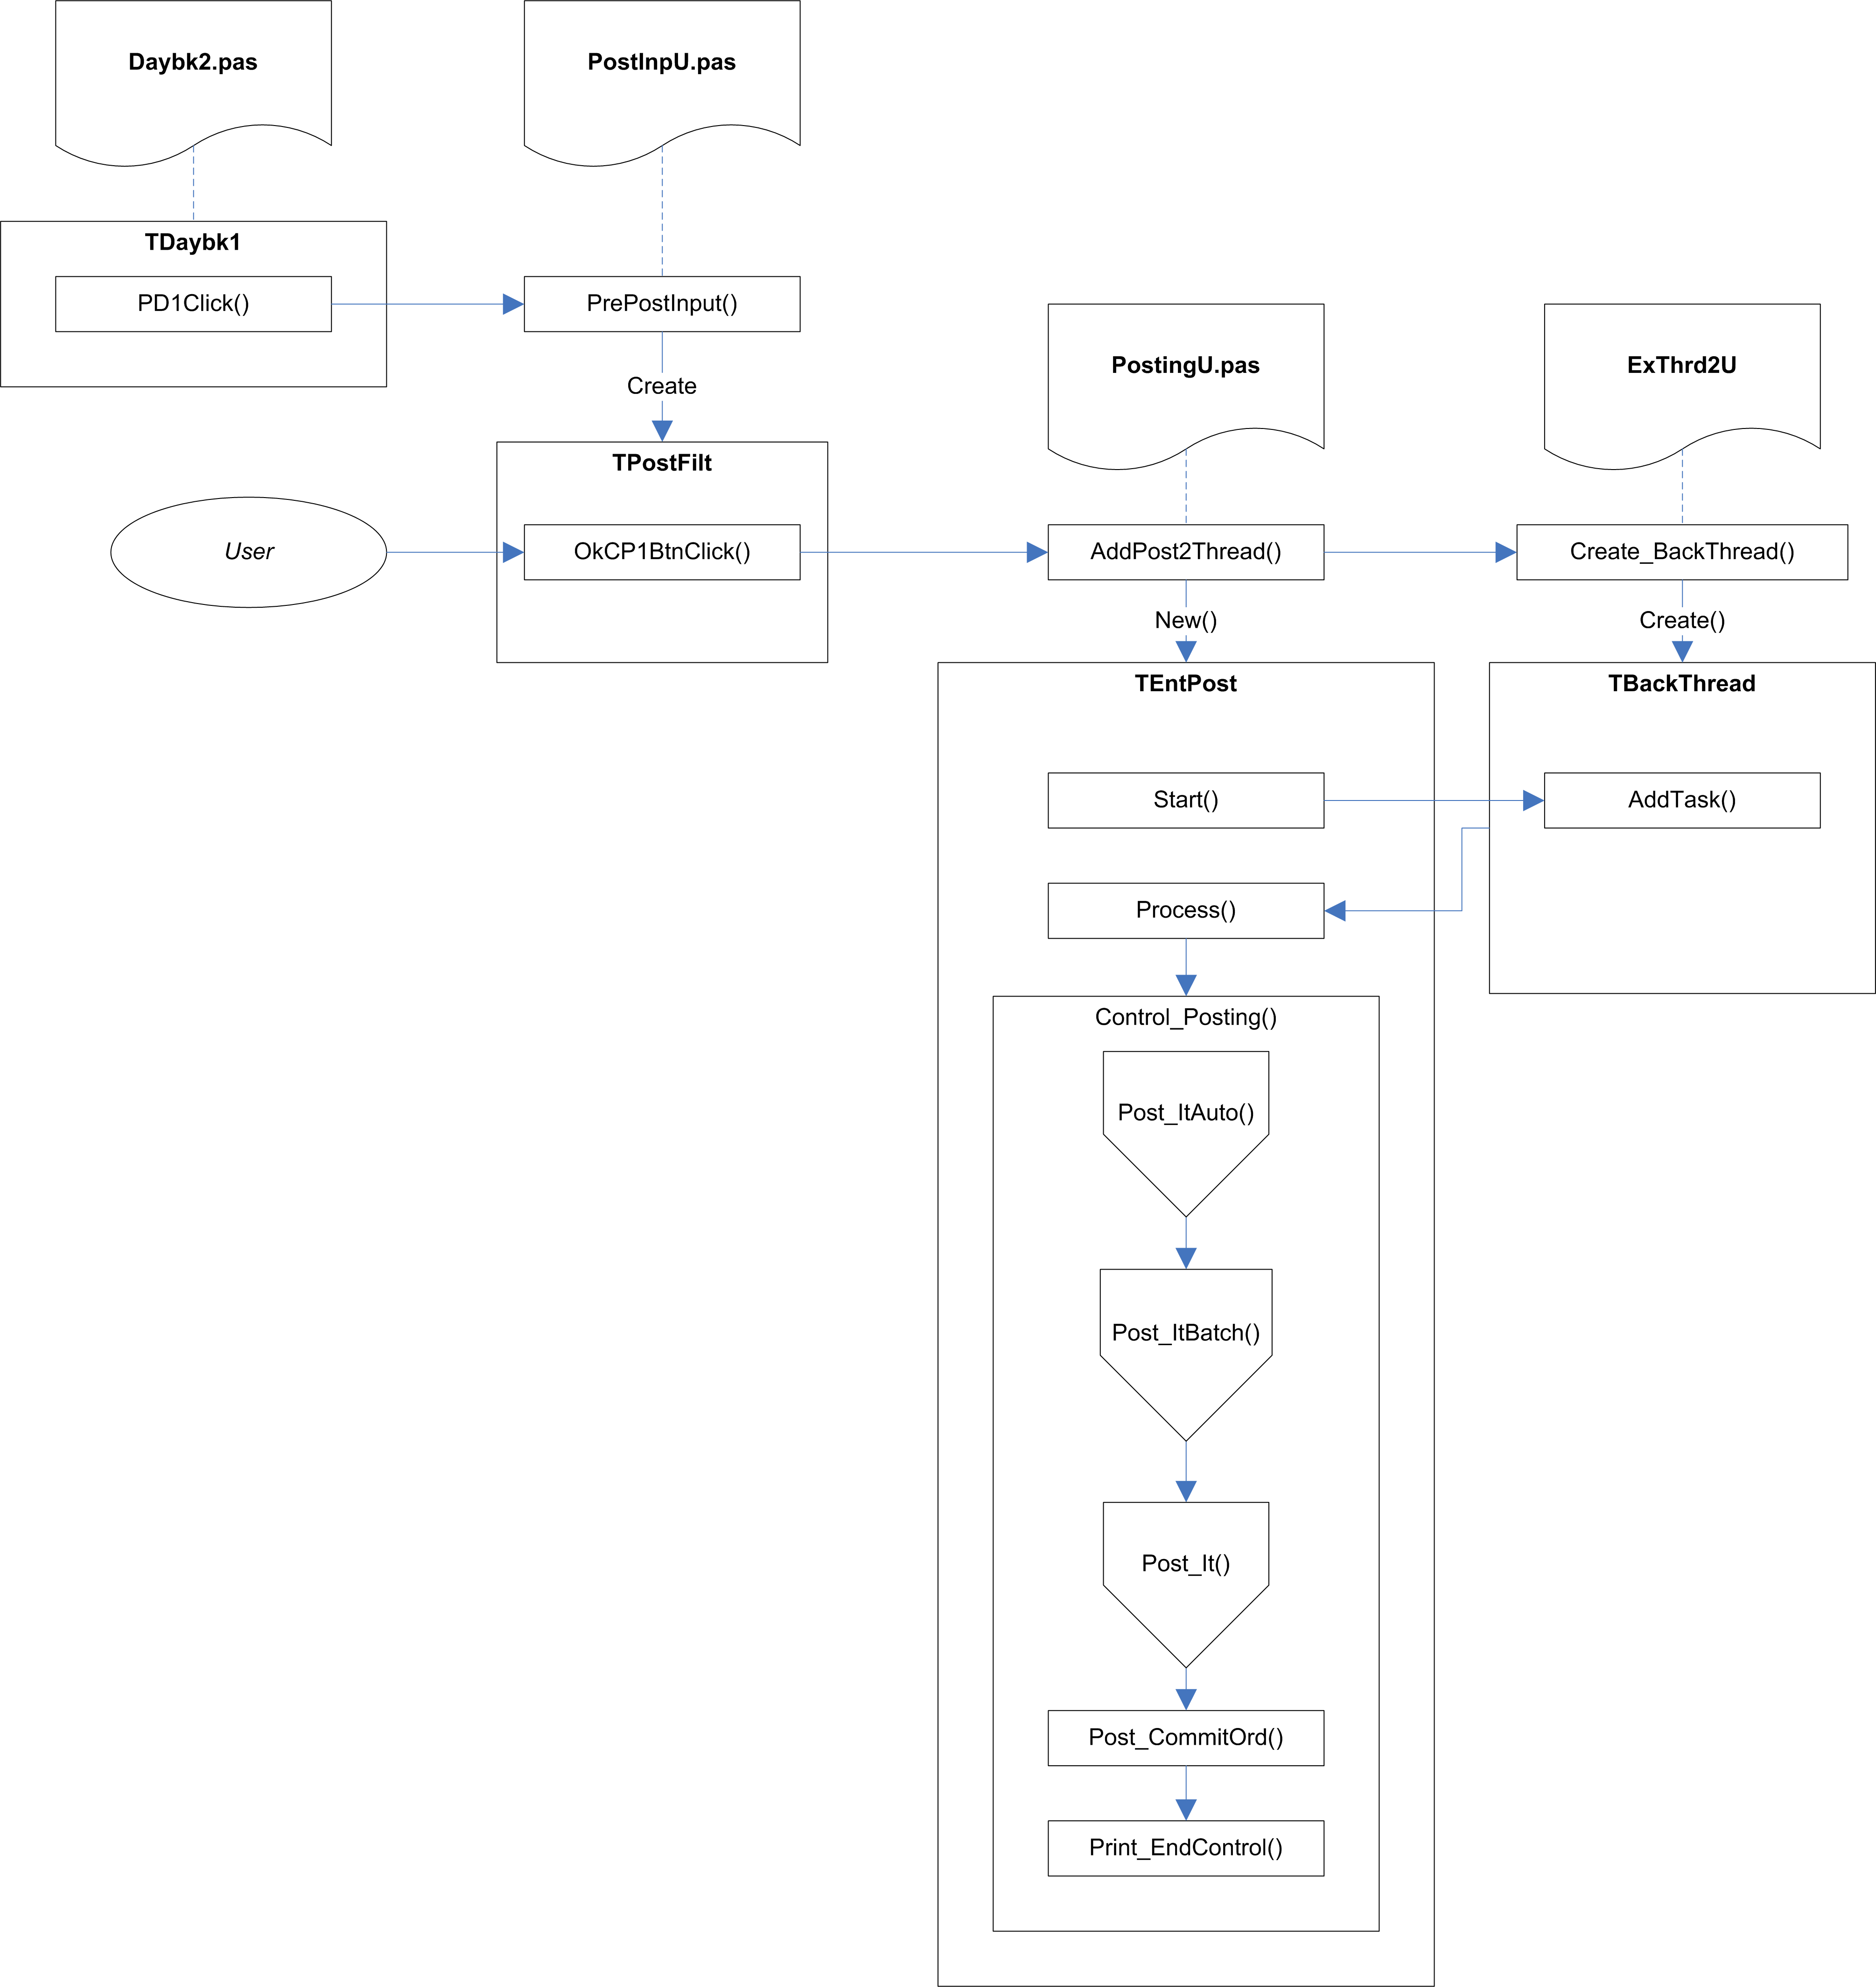 Daybk2.pas
PostInpU.pas
TDaybk1
PD1Click()
PrePostInput()
Create
PostingU.pas
ExThrd2U
TPostFilt
User
OkCP1BtnClick()
AddPost2Thread()
Create_BackThread()
New()
Create()
TEntPost
TBackThread
Start()
AddTask()
Process()
Control_Posting()
Post_ItAuto()
Post_ItBatch()
Post_It()
Post_CommitOrd()
Print_EndControl()